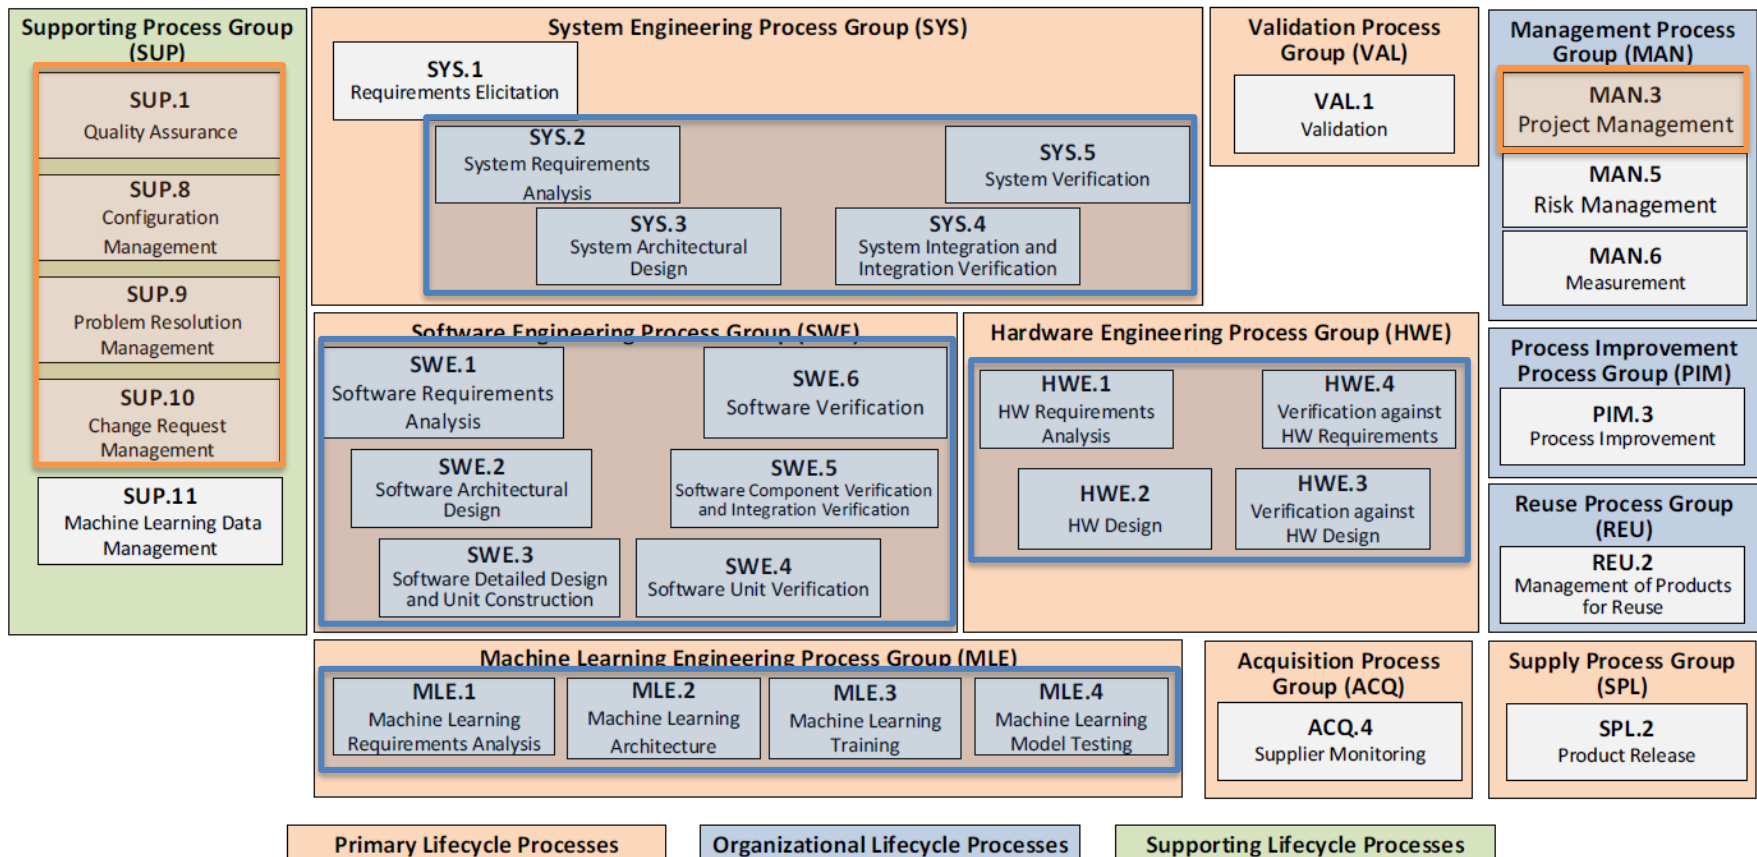 Supporting Process Group
(SUP)
SUP.1
Quality Assurance
SUP.8
Configuration
Management
SUP.9
Problem Resolution
Management
SUP.10
Change Request
Management
SUP.11
Machine Learning Data
Management
System Engineering Process Group (SYS)
SYS.1
Requirements Elicitation
SYS.2
System Requirements
Analysis
SYS.3
System Architectural
Design
SYS.4
System Integration and
Integration Verification
SYS.5
System Verification
Validation Process
Group (VAL)
VAL.1
Validation
Management Process
Group (MAN)
MAN.3
Project Management
MAN.5
Risk Management
MAN.6
Measurement
Software Engineering Process Group (SWE)
SWE.1
Software Requirements
Analysis
SWE.2
Software Architectural
Design
SWE.3
Software Detailed Design
and Unit Construction
SWE.4
Software Unit Verification
SWE.5
Software Component Verification
and Integration Verification
SWE.6
Software Verification
Hardware Engineering Process Group (HWE)
HWE.1
HW Requirements
Analysis
HWE.2
HW Design
HWE.3
Verification against
HW Design
HWE.4
Verification against
HW Requirements
Process Improvement
Process Group (PIM)
PIM.3
Process Improvement
Reuse Process Group
(REU)
REU.2
Management of Products
for Reuse
Machine Learning Engineering Process Group (MLE)
MLE.1
Machine Learning
Requirements Analysis
MLE.2
Machine Learning
Architecture
MLE.3
Machine Learning
Training
MLE.4
Machine Learning
Model Testing
Acquisition Process
Group (ACQ)
ACQ.4
Supplier Monitoring
Supply Process Group
(SPL)
SPL.2
Product Release
Primary Lifecycle Processes
Organizational Lifecycle Processes
Supporting Lifecycle Processes